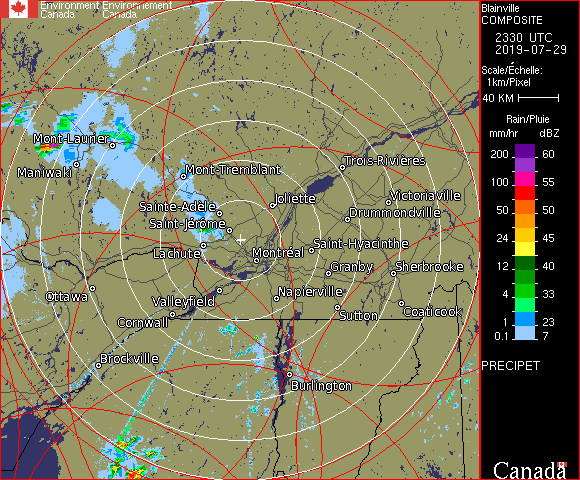 Environment Environnement
Canada Canada
Blainville
COMPOSITE
2330 UTC
2019-07-29
Scale/Échelle:
1km/Pixel
40 KM
Rain/Pluie
mm/hr dBZ
200 60
100 55
50 50
24 45
12 40
4 33
1 23
0.1 7
PRECIPET
Canada
Mont-Laurier
Maniwaki
Mont-Tremblant
Trois-Rivières
Sainte-Adèle
Joliette
Victoriaville
Drummondville
Saint-Jérôme
Lachute
Montréal
Saint-Hyacinthe
Granby
Sherbrooke
Ottawa
Valleyfield
Napierville
Cornwall
Sutton
Coaticook
Brockville
Burlington